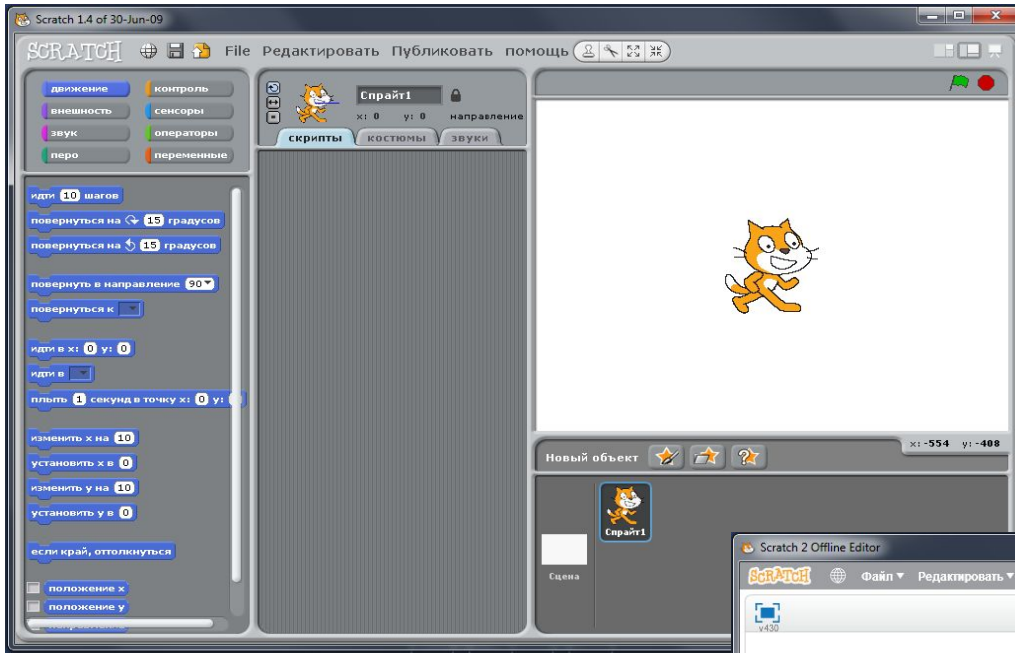 Scratch 1.4 of 30-Jun-09
SCRATCH File Редактировать Публиковать помощь
движение контроль
внешность сенсоры
звук операторы
перо переменные
Спрайт1
x: 0 y: 0 направление
скрипты костюмы звуки
идти 10 шагов
повернуться на 15 градусов
повернуться на 15 градусов
повернуть в направление 90
повернуться к
идти в x: 0 y: 0
идти в
плыть 1 секунд в точку x: 0 y:
изменить x на 10
установить x в 0
изменить y на 10
установить y в 0
если край, оттолкнуться
положение x
положение y
x: -554 y: -408
Новый объект
Спрайт1
Сцена
Scratch 2 Offline Editor
SCRATCH Файл Редактировать
v430